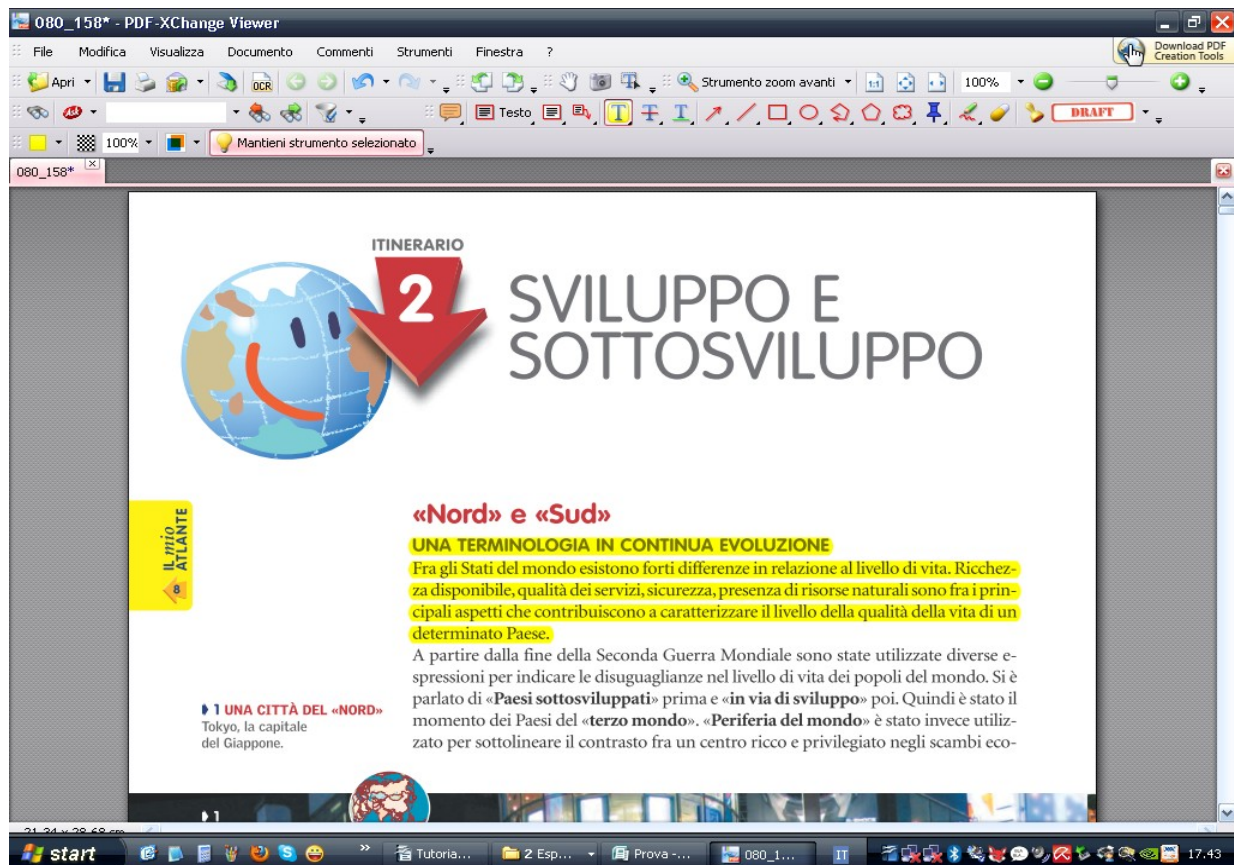 080_158* - PDF-XChange Viewer
File Modifica Visualizza Documento Commenti Strumenti Finestra ?
Download PDF
Creation Tools
Apri OCR Strumento zoom avanti 1:1 100%
Testo T T T DRAFT
100% Mantieni strumento selezionato
080_158*
ITINERARIO
2
SVILUPPO E
SOTTOSVILUPPO
IL mio
ATLANTE
8
«Nord» e «Sud»
UNA TERMINOLOGIA IN CONTINUA EVOLUZIONE
Fra gli Stati del mondo esistono forti differenze in relazione al livello di vita. Ricchez-
za disponibile, qualità dei servizi, sicurezza, presenza di risorse naturali sono fra i prin-
cipali aspetti che contribuiscono a caratterizzare il livello della qualità della vita di un
determinato Paese.
A partire dalla fine della Seconda Guerra Mondiale sono state utilizzate diverse e-
spressioni per indicare le disuguaglianze nel livello di vita dei popoli del mondo. Si è
parlato di «Paesi sottosviluppati» prima e «in via di sviluppo» poi. Quindi è stato il
momento dei Paesi del «terzo mondo». «Periferia del mondo» è stato invece utiliz-
zato per sottolineare il contrasto fra un centro ricco e privilegiato negli scambi eco-
1 UNA CITTÀ DEL «NORD»
Tokyo, la capitale
del Giappone.
1
21,34 x 28,68 cm
start Tutoria... 2 Esp... Prova -... 080_1... IT 17.43